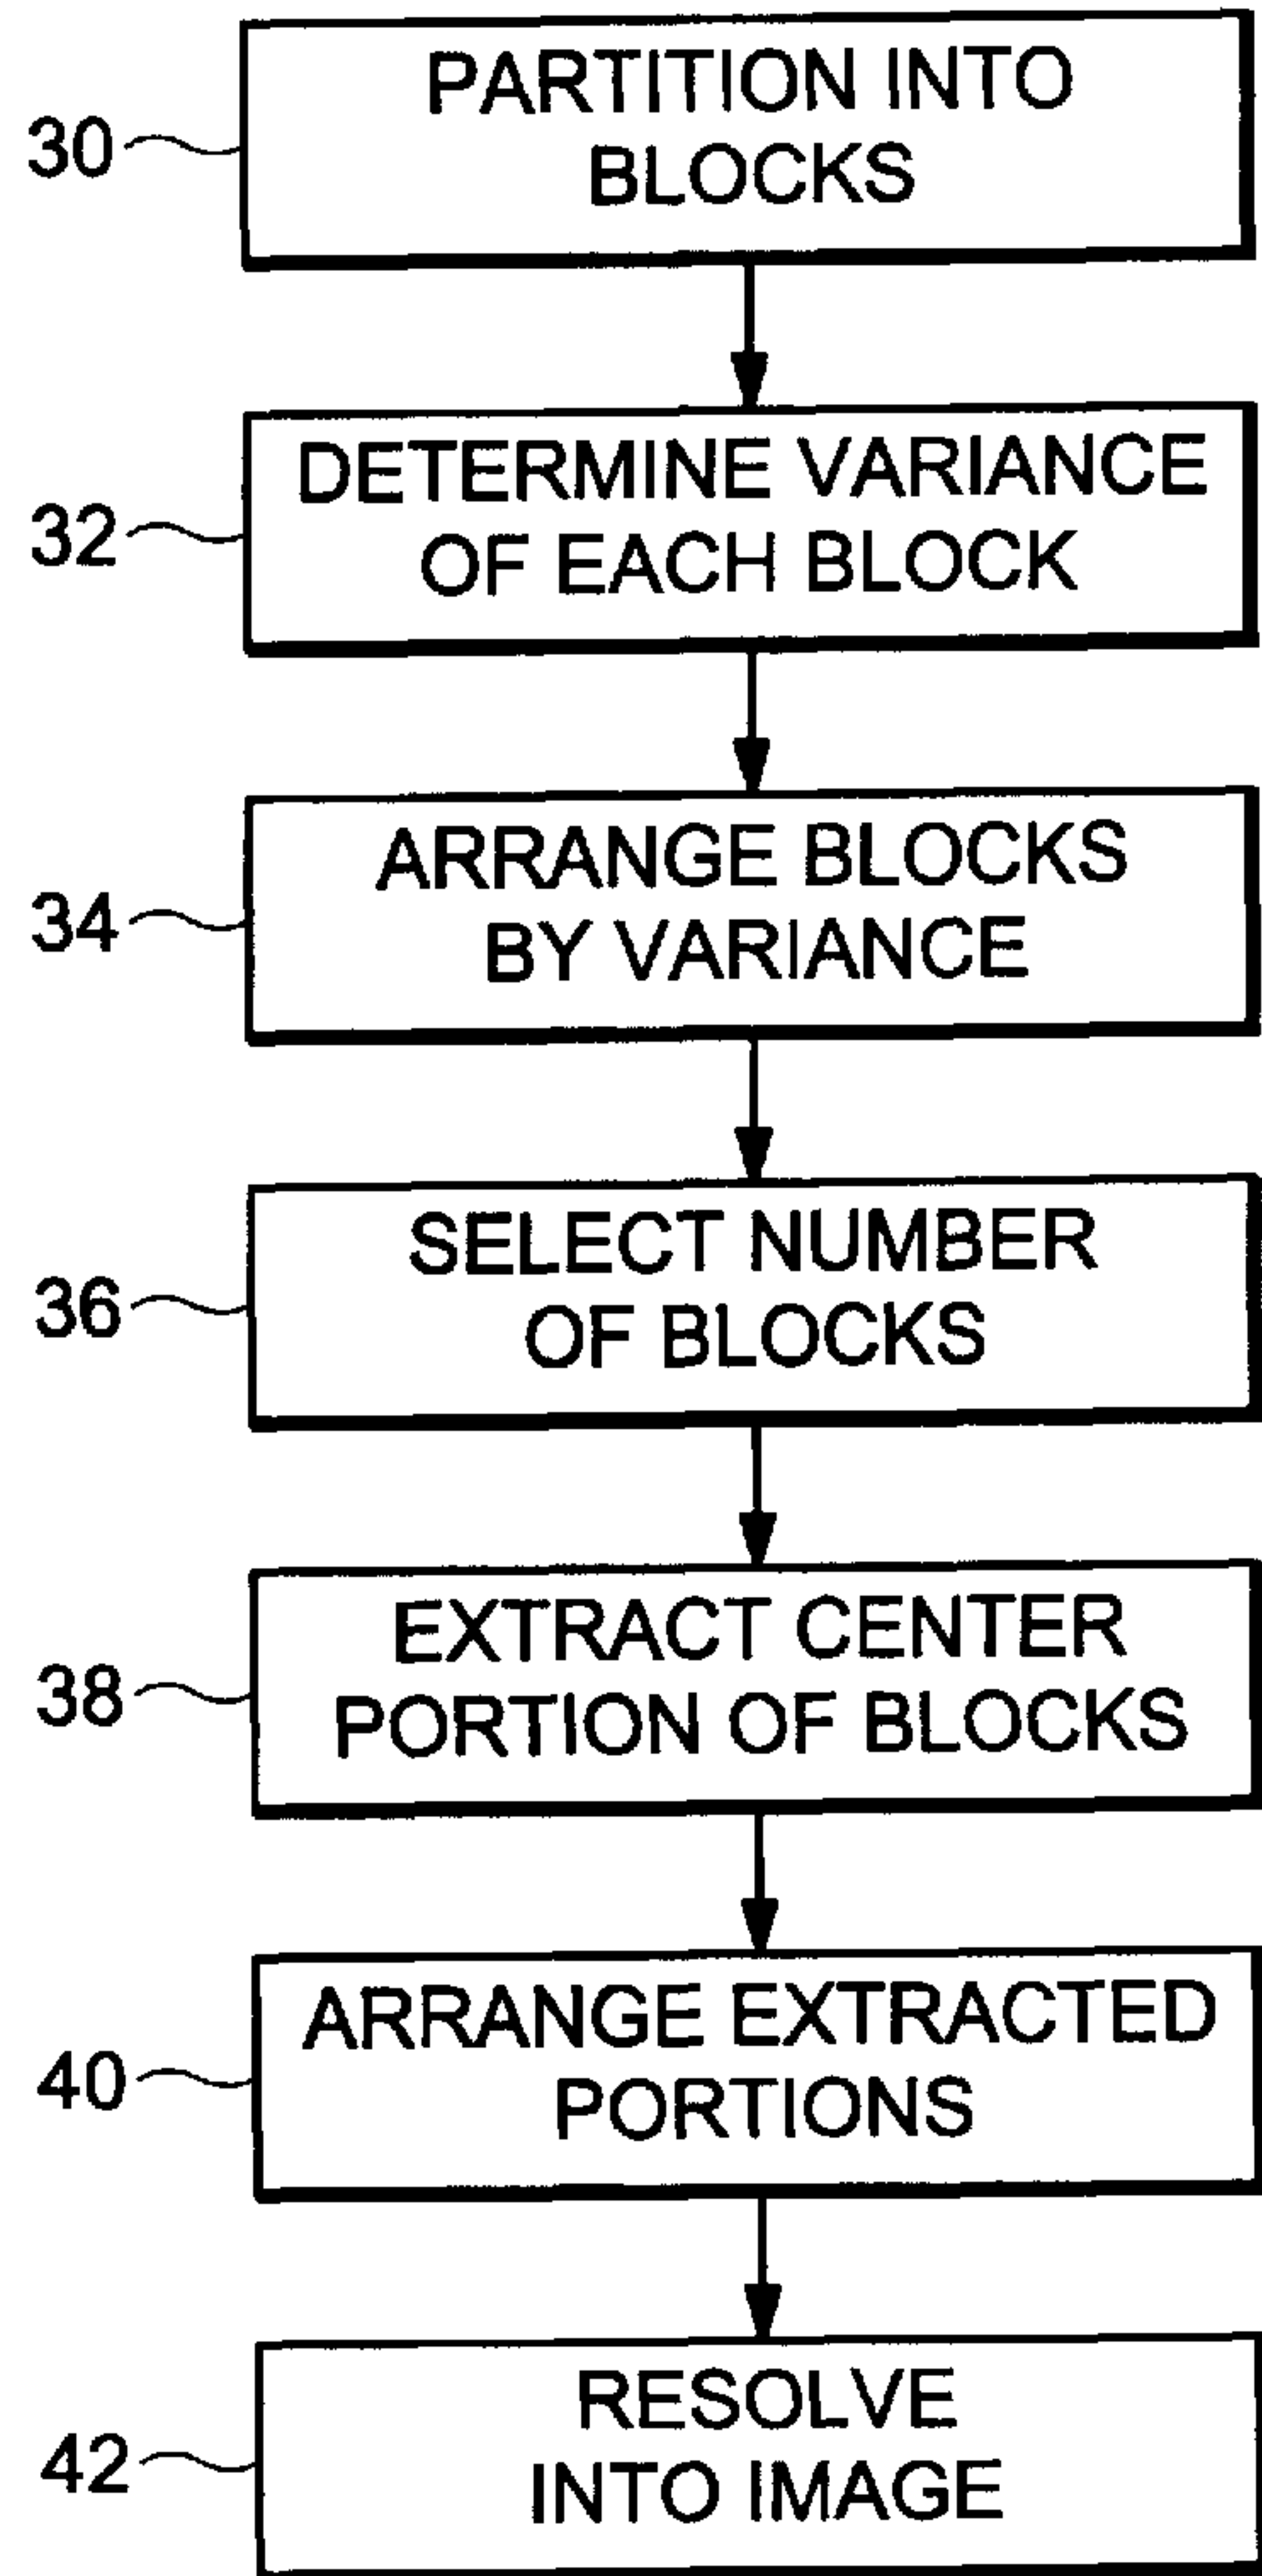 PARTITION INTO
BLOCKS
30
DETERMINE VARIANCE
OF EACH BLOCK
32
ARRANGE BLOCKS
BY VARIANCE
34
SELECT NUMBER
OF BLOCKS
36
EXTRACT CENTER
PORTION OF BLOCKS
38
ARRANGE EXTRACTED
PORTIONS
40
RESOLVE
INTO IMAGE
42